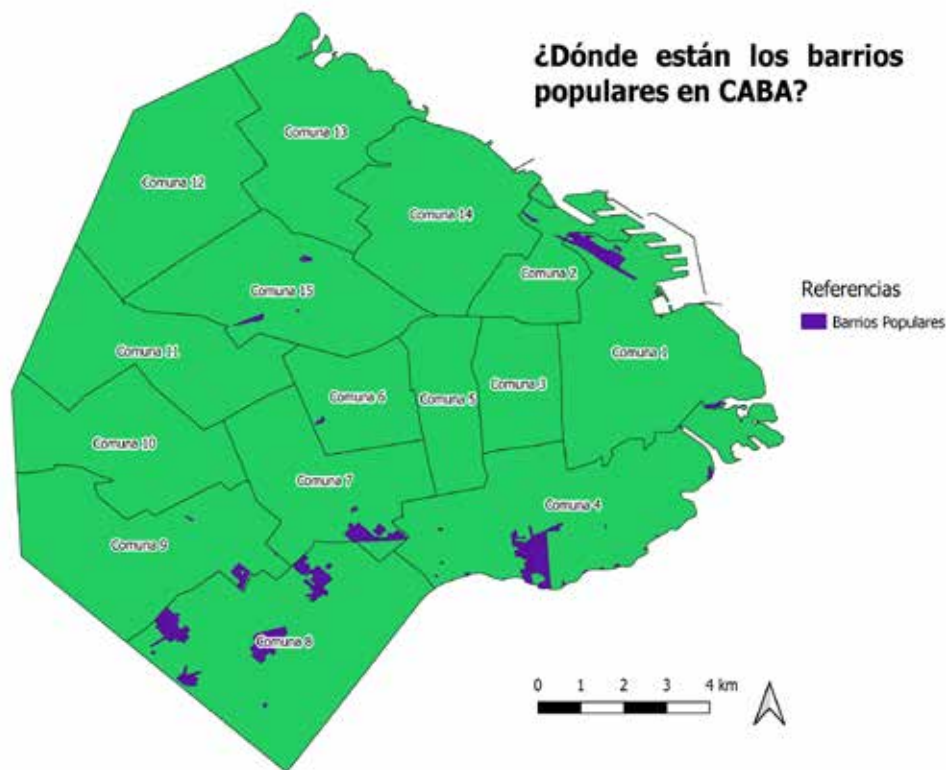 ¿Dónde están los barrios
populares en CABA?
Comuna 13
Comuna 12
Comuna 14
Comuna 2
Comuna 15
Referencias
Barrios Populares
Comuna 11
Comuna 1
Comuna 3
Comuna 6
Comuna 5
Comuna 10
Comuna 7
Comuna 4
Comuna 9
Comuna 8
0 1 2 3 4 km